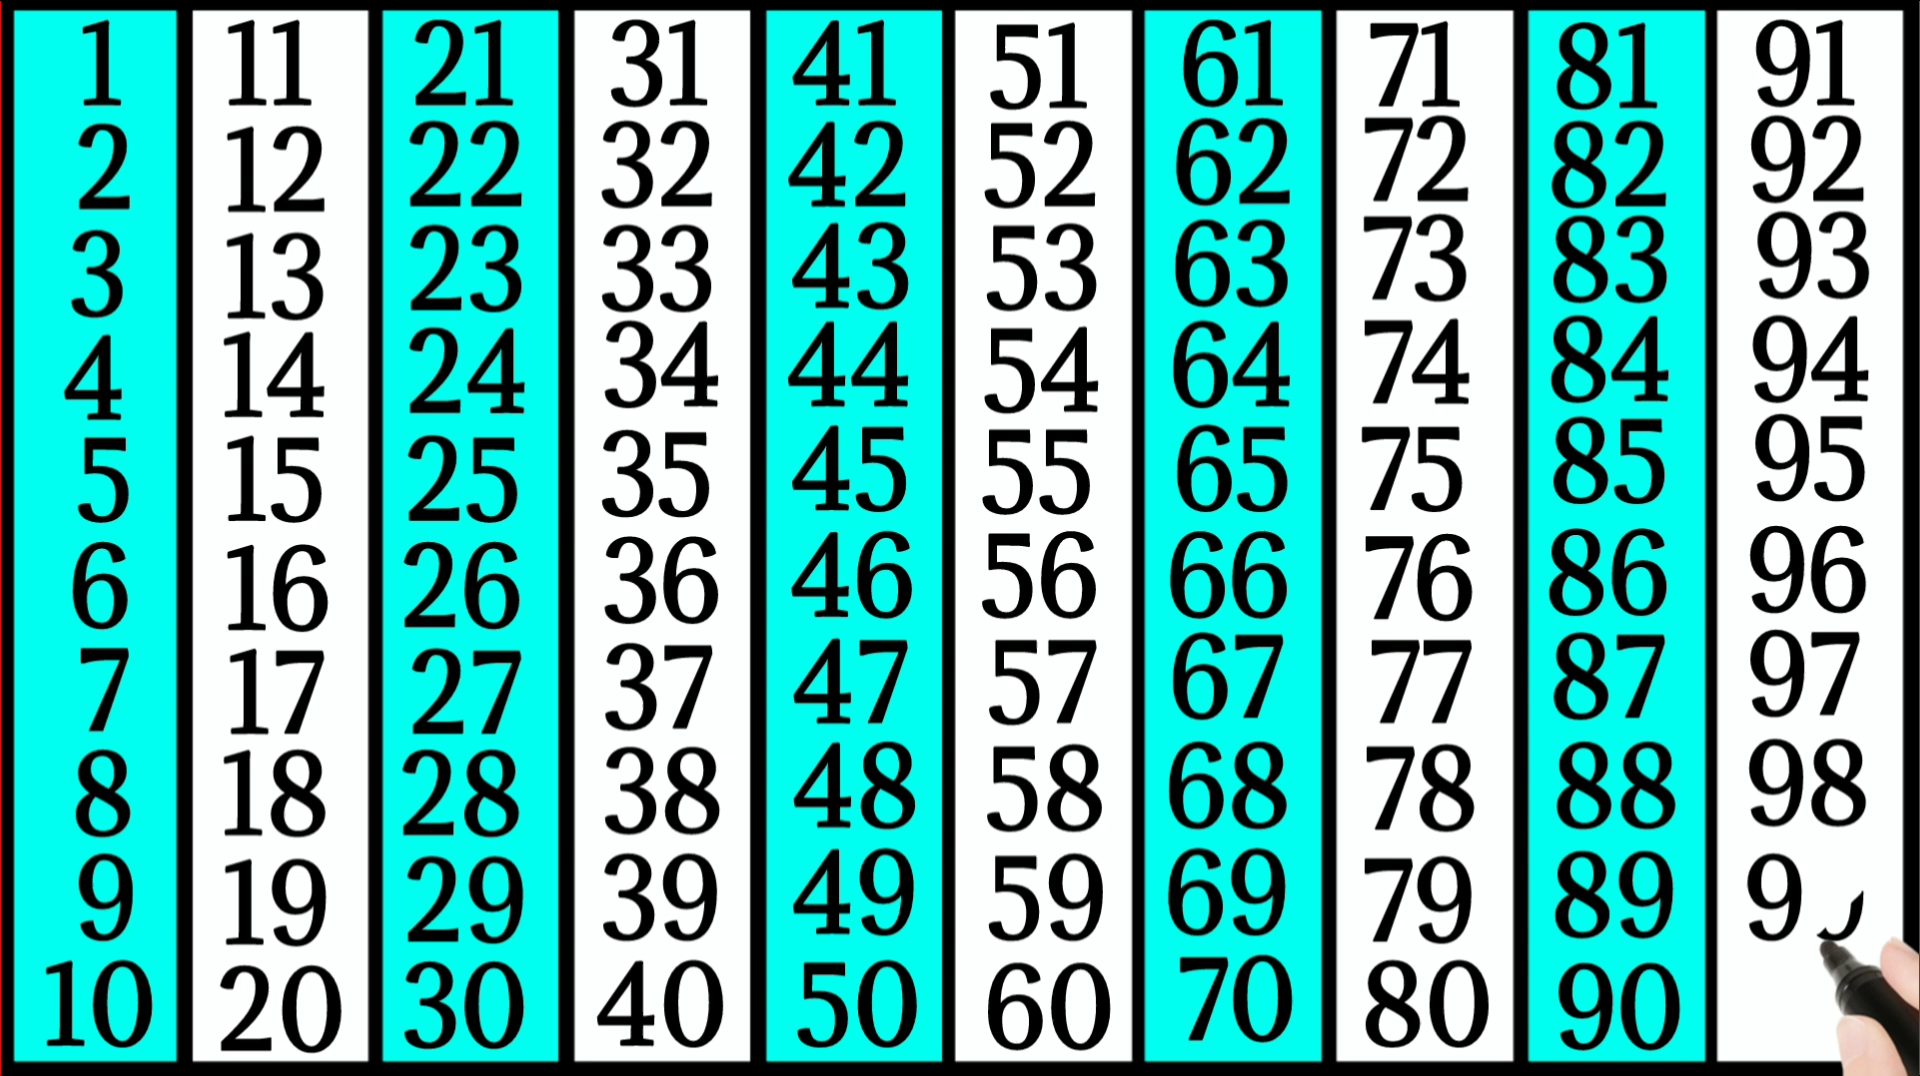 1 11 21 31 41 51 61 71 81 91
2 12 22 32 42 52 62 72 82 92
3 13 23 33 43 53 63 73 83 93
4 14 24 34 44 54 64 74 84 94
5 15 25 35 45 55 65 75 85 95
6 16 26 36 46 56 66 76 86 96
7 17 27 37 47 57 67 77 87 97
8 18 28 38 48 58 68 78 88 98
9 19 29 39 49 59 69 79 89 9
10 20 30 40 50 60 70 80 90